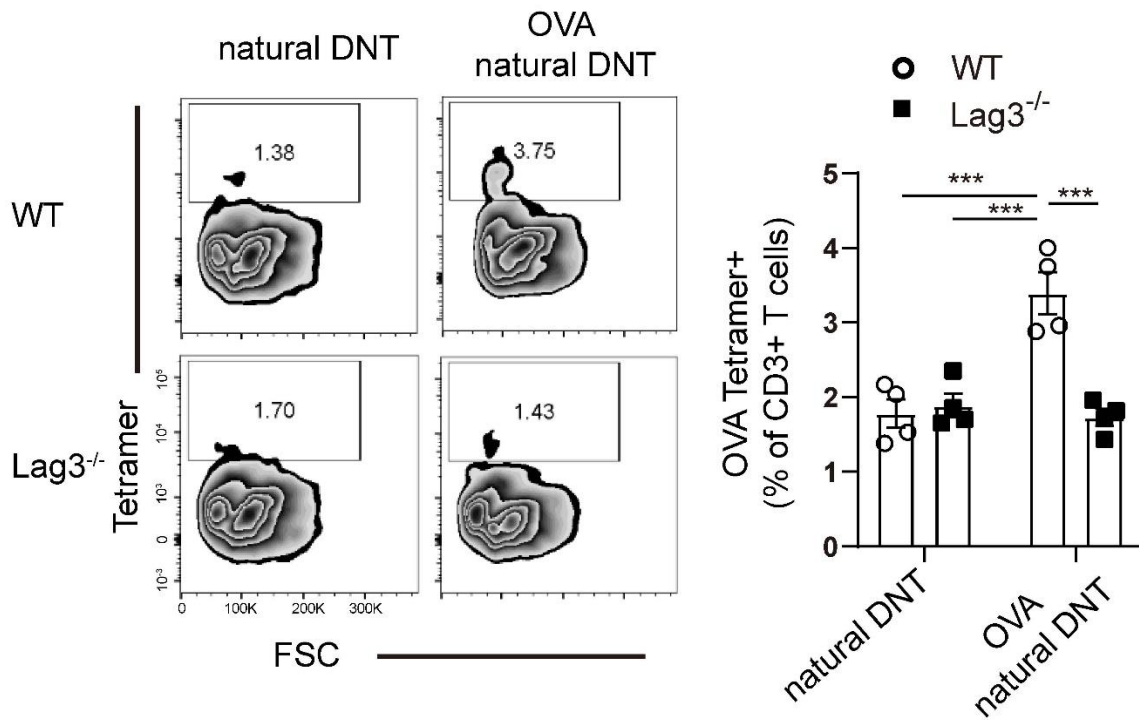 natural DNT
OVA
natural DNT
WT
1.38
3.75
Lag3-/-
Tetramer
10⁵
10⁴
10³
0
10-³
1.70
1.43
0
100K
200K
300K
FSC
WT
Lag3-/-
OVA Tetramer+
(% of CD3+ T cells)
5
4
3
2
1
0
***
***
***
natural DNT
OVA
natural DNT